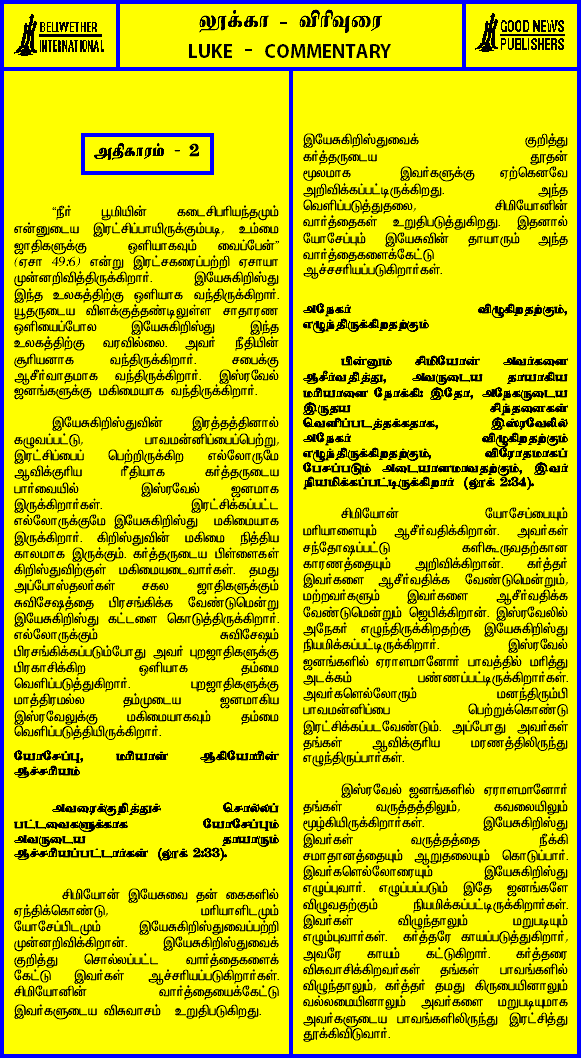 BELLWETHER
INTERNATIONAL
லூக்கா - விரிவுரை
LUKE - COMMENTARY
GOOD NEWS
PUBLISHERS
அதிகாரம் - 2
“நீர் பூமியின் கடைசிபரியந்தமும்
என்னுடைய இரட்சிப்பாயிருக்கும்படி, உம்மை
ஜாதிகளுக்கு ஒளியாகவும் வைப்பேன்”
(ஏசா 49:6) என்று இரட்சகரைப்பற்றி ஏசாயா
முன்னறிவித்திருக்கிறார். இயேசுகிறிஸ்து
இந்த உலகத்திற்கு ஒளியாக வந்திருக்கிறார்.
யூதருடைய விளக்குத்தண்டிலுள்ள சாதாரண
ஒளியைப்போல இயேசுகிறிஸ்து இந்த
உலகத்திற்கு வரவில்லை. அவர் நீதியின்
சூரியனாக வந்திருக்கிறார். சபைக்கு
ஆசீர்வாதமாக வந்திருக்கிறார். இஸ்ரவேல்
ஜனங்களுக்கு மகிமையாக வந்திருக்கிறார்.
இயேசுகிறிஸ்துவின் இரத்தத்தினால்
கழுவப்பட்டு, பாவமன்னிப்பைப்பெற்று,
இரட்சிப்பைப் பெற்றிருக்கிற எல்லோருமே
ஆவிக்குரிய ரீதியாக கர்த்தருடைய
பார்வையில் இஸ்ரவேல் ஜனமாக
இருக்கிறார்கள். இரட்சிக்கப்பட்ட
எல்லோருக்குமே இயேசுகிறிஸ்து மகிமையாக
இருக்கிறார். கிறிஸ்துவின் மகிமை நித்திய
காலமாக இருக்கும். கர்த்தருடைய பிள்ளைகள்
கிறிஸ்துவிற்குள் மகிமையடைவார்கள். தமது
அப்போஸ்தலர்கள் சகல ஜாதிகளுக்கும்
சுவிசேஷத்தை பிரசங்கிக்க வேண்டுமென்று
இயேசுகிறிஸ்து கட்டளை கொடுத்திருக்கிறார்.
எல்லோருக்கும் சுவிசேஷம்
பிரசங்கிக்கப்படும்போது அவர் புறஜாதிகளுக்கு
பிரகாசிக்கிற ஒளியாக தம்மை
வெளிப்படுத்துகிறார். புறஜாதிகளுக்கு
மாத்திரமல்ல தம்முடைய ஜனமாகிய
இஸ்ரவேலுக்கு மகிமையாகவும் தம்மை
வெளிப்படுத்தியிருக்கிறார்.
யோசேப்பு, மரியாள் ஆகியோரின்
ஆச்சரியம்
அவரைக்குறித்துச் சொல்லப்
பட்டவைகளுக்காக யோசேப்பும்
அவருடைய தாயாரும்
ஆச்சரியப்பட்டார்கள் (லூக் 2:33).
சிமியோன் இயேசுவை தன் கைகளில்
ஏந்திக்கொண்டு, மரியாளிடமும்
யோசேப்பிடமும் இயேசுகிறிஸ்துவைப்பற்றி
முன்னறிவிக்கிறான். இயேசுகிறிஸ்துவைக்
குறித்து சொல்லப்பட்ட வார்த்தைகளைக்
கேட்டு இவர்கள் ஆச்சரியப்படுகிறார்கள்.
சிமியோனின் வார்த்தையைக்கேட்டு
இவர்களுடைய விசுவாசம் உறுதிபடுகிறது.
இயேசுகிறிஸ்துவைக் குறித்து
கர்த்தருடைய தூதன்
மூலமாக இவர்களுக்கு ஏற்கெனவே
அறிவிக்கப்பட்டிருக்கிறது. அந்த
வெளிப்படுத்துதலை, சிமியோனின்
வார்த்தைகள் உறுதிபடுத்துகிறது. இதனால்
யோசேப்பும் இயேசுவின் தாயாரும் அந்த
வார்த்தைகளைக்கேட்டு
ஆச்சரியப்படுகிறார்கள்.
அநேகர் விழுகிறதற்கும்,
எழுந்திருக்கிறதற்கும்
பின்னும் சிமியோன் அவர்களை
ஆசீர்வதித்து, அவருடைய தாயாகிய
மரியாளை நோக்கி: இதோ, அநேகருடைய
இருதய சிந்தனைகள்
வெளிப்படத்தக்கதாக, இஸ்ரவேலில்
அநேகர் விழுகிறதற்கும்
எழுந்திருக்கிறதற்கும், விரோதமாகப்
பேசப்படும் அடையாளமாவதற்கும், இவர்
நியமிக்கப்பட்டிருக்கிறார் (லூக் 2:34).
சிமியோன் யோசேப்பையும்
மரியாளையும் ஆசீர்வதிக்கிறான். அவர்கள்
சந்தோஷப்பட்டு களிகூருவதற்கான
காரணத்தையும் அறிவிக்கிறான். கர்த்தர்
இவர்களை ஆசீர்வதிக்க வேண்டுமென்றும்,
மற்றவர்களும் இவர்களை ஆசீர்வதிக்க
வேண்டுமென்றும் ஜெபிக்கிறான். இஸ்ரவேலில்
அநேகர் எழுந்திருக்கிறதற்கு இயேசுகிறிஸ்து
நியமிக்கப்பட்டிருக்கிறார். இஸ்ரவேல்
ஜனங்களில் ஏராளமானோர் பாவத்தில் மரித்து
அடக்கம் பண்ணப்பட்டிருக்கிறார்கள்.
அவர்களெல்லோரும் மனந்திரும்பி
பாவமன்னிப்பை பெற்றுக்கொண்டு
இரட்சிக்கப்படவேண்டும். அப்போது அவர்கள்
தங்கள் ஆவிக்குரிய மரணத்திலிருந்து
எழுந்திருப்பார்கள்.
இஸ்ரவேல் ஜனங்களில் ஏராளமானோர்
தங்கள் வருத்தத்திலும், கவலையிலும்
மூழ்கியிருக்கிறார்கள். இயேசுகிறிஸ்து
இவர்கள் வருத்தத்தை நீக்கி
சமாதானத்தையும் ஆறுதலையும் கொடுப்பார்.
இவர்களெல்லோரையும் இயேசுகிறிஸ்து
எழுப்புவார். எழுப்பப்படும் இதே ஜனங்களே
விழுவதற்கும் நியமிக்கப்பட்டிருக்கிறார்கள்.
இவர்கள் விழுந்தாலும் மறுபடியும்
எழும்புவார்கள். கர்த்தரே காயப்படுத்துகிறார்,
அவரே காயம் கட்டுகிறார். கர்த்தரை
விசுவாசிக்கிறவர்கள் தங்கள் பாவங்களில்
விழுந்தாலும், கர்த்தர் தமது கிருபையினாலும்
வல்லமையினாலும் அவர்களை மறுபடியுமாக
அவர்களுடைய பாவங்களிலிருந்து இரட்சித்து
தூக்கிவிடுவார்.